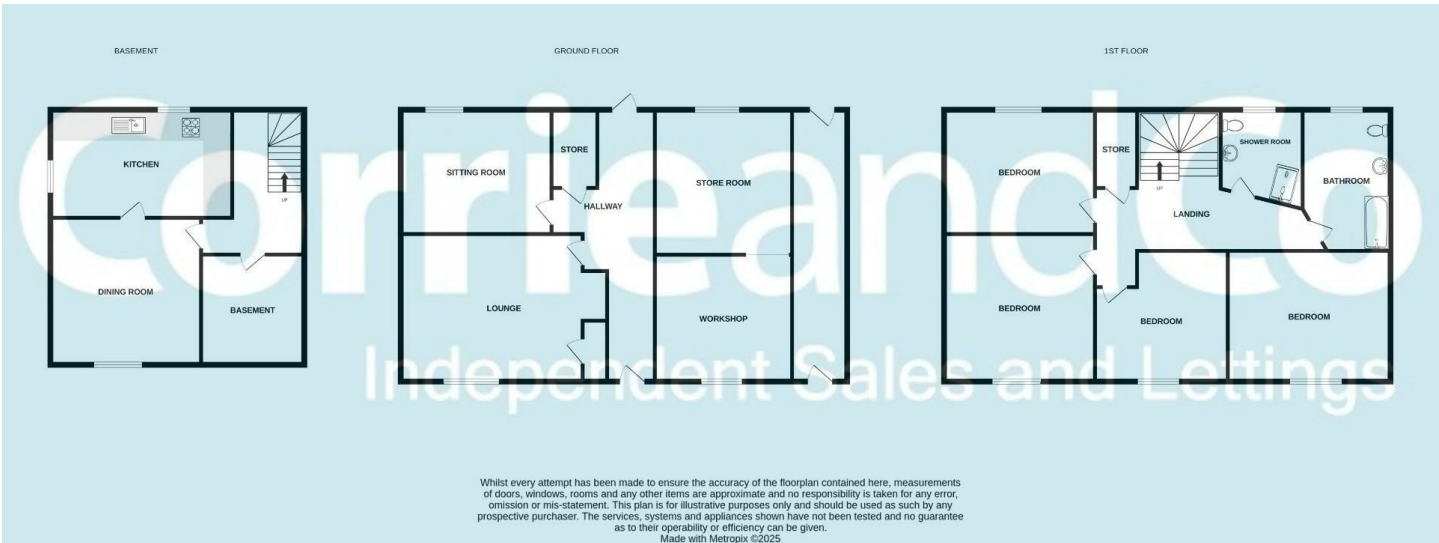 BASEMENT
GROUND FLOOR
1ST FLOOR
CorrieandCo
Independent Sales and Lettings
KITCHEN
UP
DINING ROOM
BASEMENT
SITTING ROOM
STORE
HALLWAY
STORE ROOM
LOUNGE
WORKSHOP
BEDROOM
STORE
UP
SHOWER ROOM
BATHROOM
LANDING
BEDROOM
BEDROOM
BEDROOM
Whilst every attempt has been made to ensure the accuracy of the floorplan contained here, measurements
of doors, windows, rooms and any other items are approximate and no responsibility is taken for any error,
omission or mis-statement. This plan is for illustrative purposes only and should be used as such by any
prospective purchaser. The services, systems and appliances shown have not been tested and no guarantee
as to their operability or efficiency can be given.
Made with Metropix ©2025